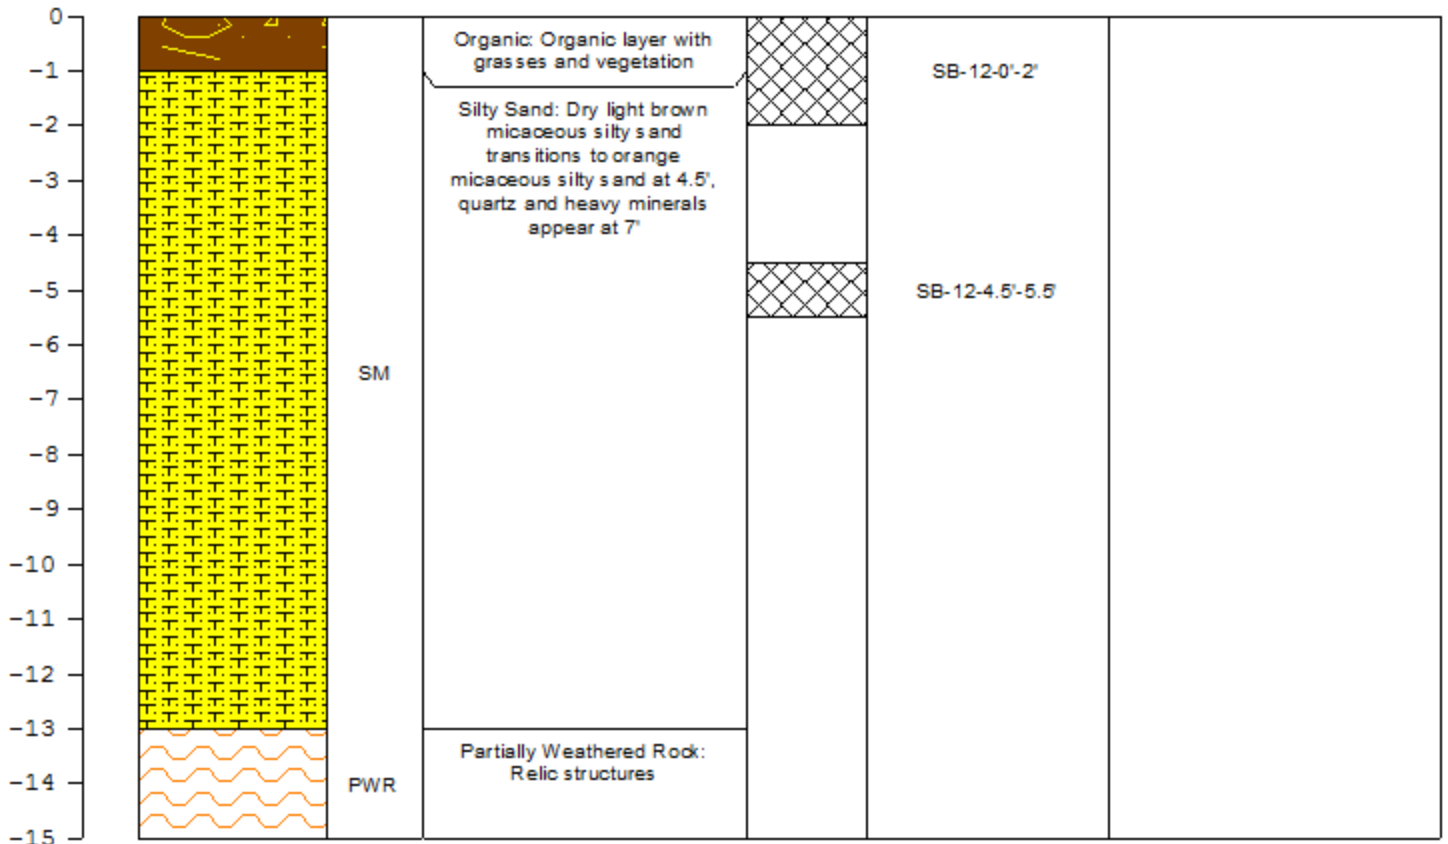 0
Organic: Organic layer with
grasses and vegetation
-1
SB-12-0'-2'
Silty Sand: Dry light brown
-2
micaceous silty sand
transitions to orange
-3
micaceous silty sand at 4.5',
quartz and heavy minerals
-4
appear at 7'
-5
SB-12-4.5'-5.5'
-6
SM
-7
-8
-9
-10
-11
-12
-13
Partially Weathered Rock:
Relic structures
-14
PWR
-15